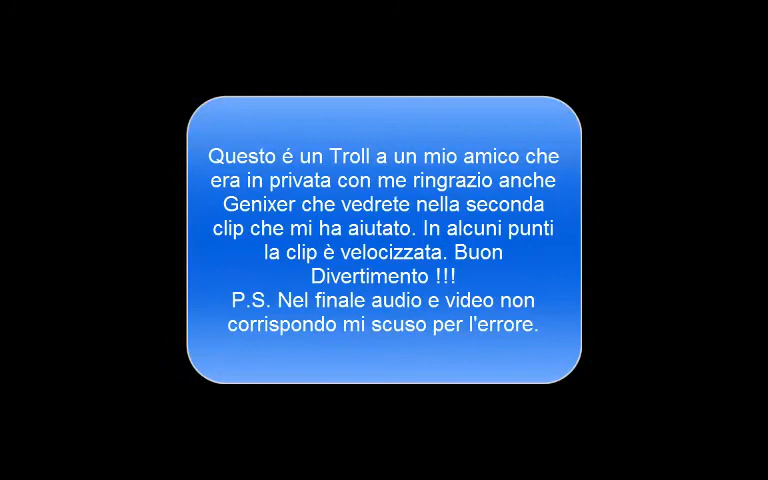 Questo é un Troll a un mio amico che
era in privata con me ringrazio anche
Genixer che vedrete nella seconda
clip che mi ha aiutato. In alcuni punti
la clip è velocizzata. Buon
Divertimento !!!
P.S. Nel finale audio e video non
corrispondo mi scuso per l'errore.